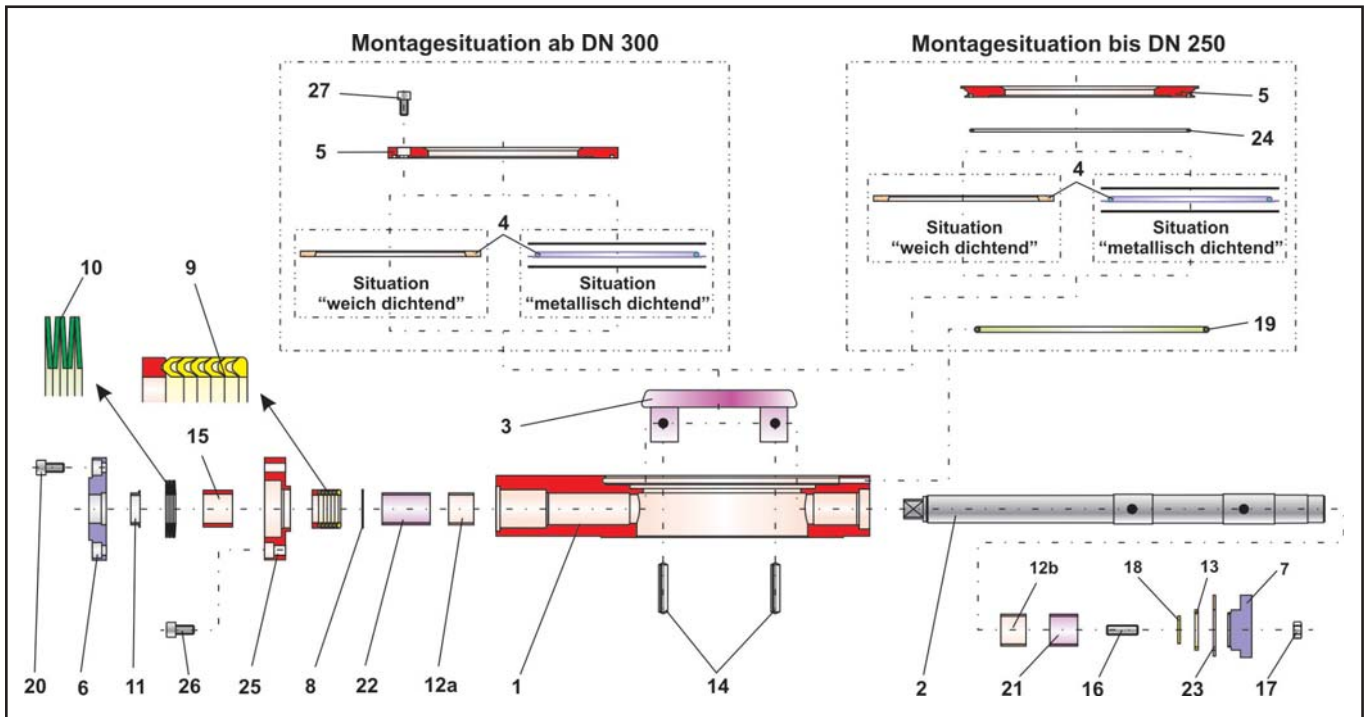 Montagesituation ab DN 300
Montagesituation bis DN 250
27
5
5
24
4
4
Situation
“weich dichtend”
Situation
“metallisch dichtend”
Situation
“weich dichtend”
Situation
“metallisch dichtend”
10
9
19
3
15
20
6
11
26
25
8
22
12a
1
14
2
12b
21
16
18
13
23
7
17